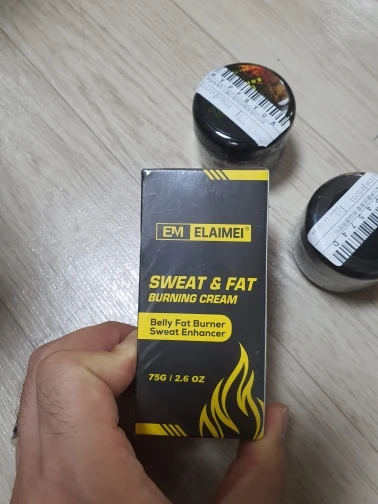 EM ELAIMEI®
SWEAT & FAT
BURNING CREAM
Belly Fat Burner
Sweat Enhancer
75G | 2.6 OZ